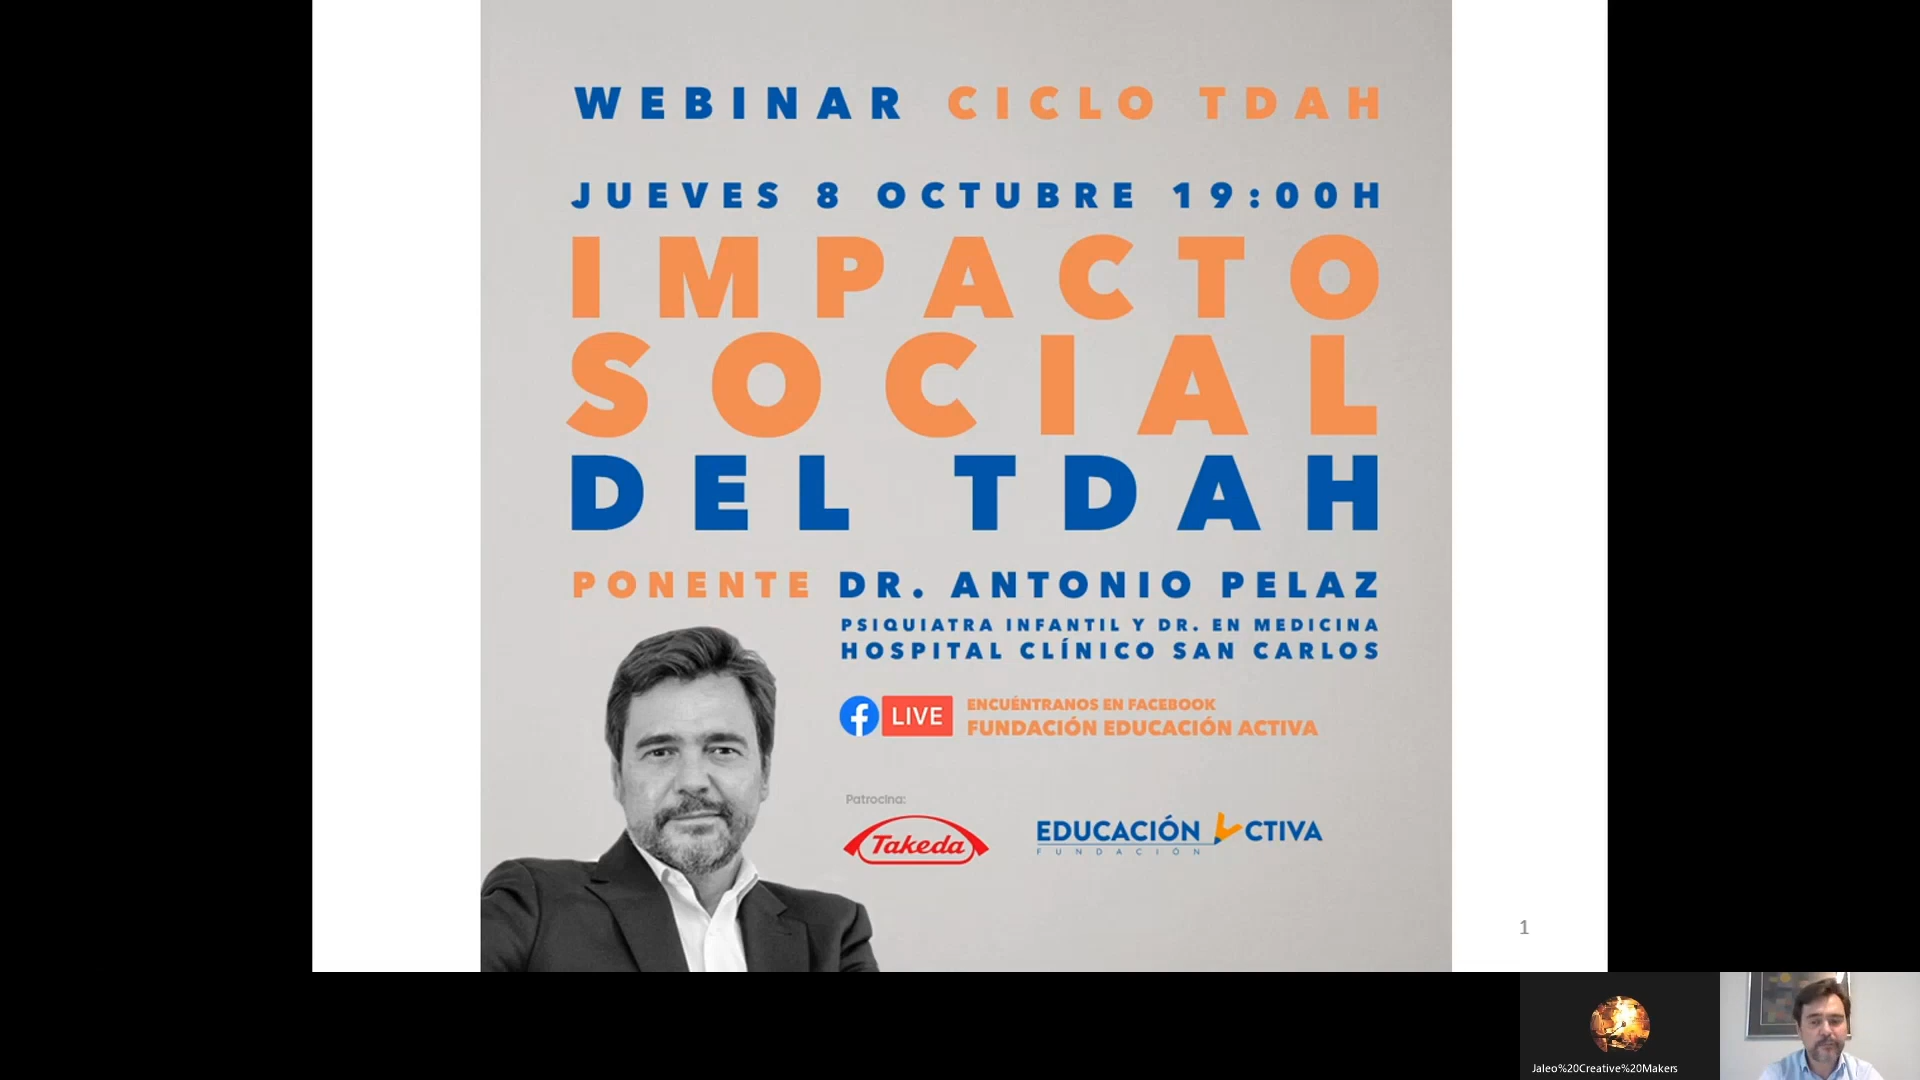 WEBINAR CICLO TDAH
JUEVES 8 OCTUBRE 19:00H
IMPACTO
SOCIAL
DEL TDAH
PONENTE DR. ANTONIO PELAZ
PSIQUIATRA INFANTIL Y DR. EN MEDICINA
HOSPITAL CLÍNICO SAN CARLOS
LIVE
ENCUÉNTRANOS EN FACEBOOK
FUNDACIÓN EDUCACIÓN ACTIVA
Patrocina:
Takeda
EDUCACIÓN ACTIVA
FUNDACIÓN
1
Jaleo%20Creative%20Makers